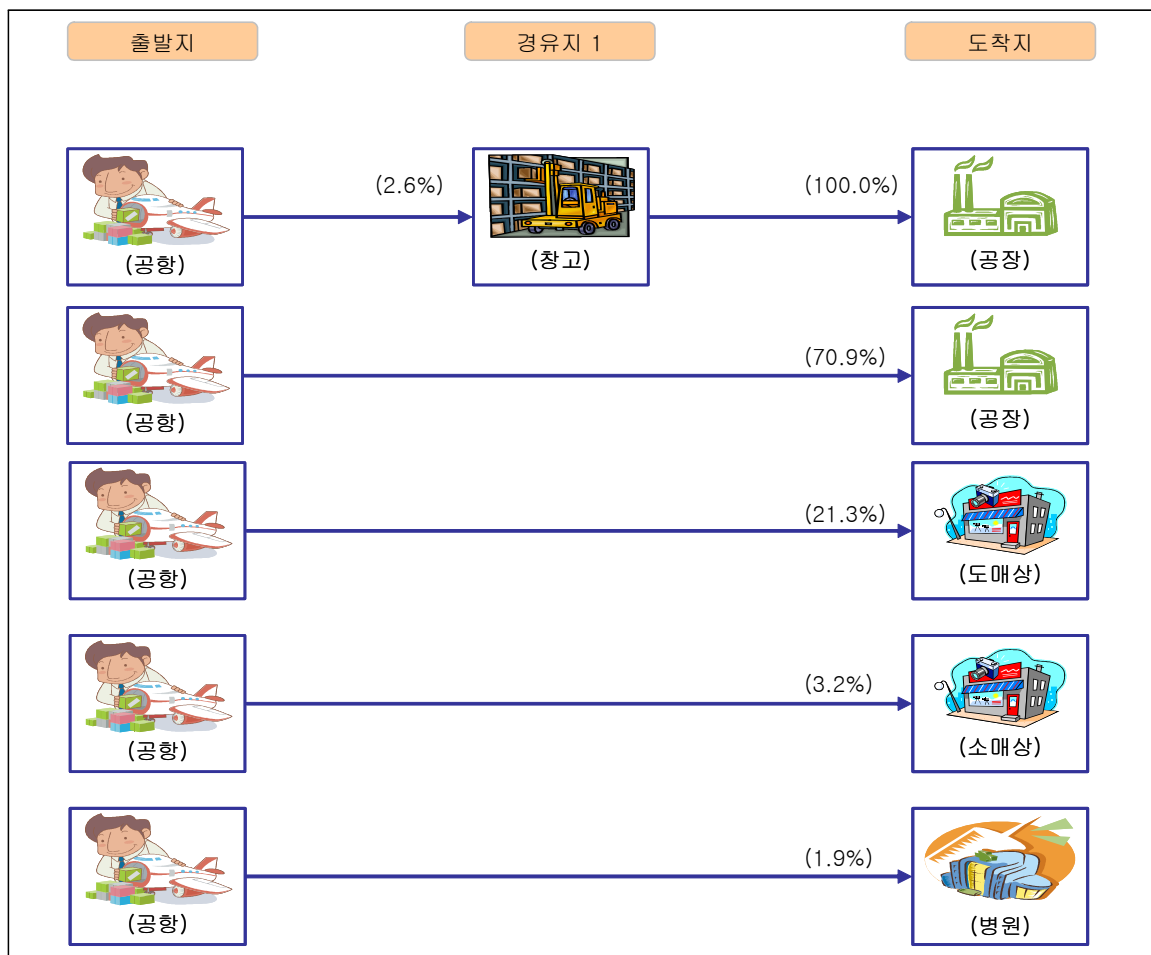 출발지
경유지 1
도착지
(2.6%)
(100.0%)
(공항)
(창고)
(공장)
(70.9%)
(공항)
(공장)
(21.3%)
(공항)
(도매상)
(3.2%)
(공항)
(소매상)
(1.9%)
(공항)
(병원)